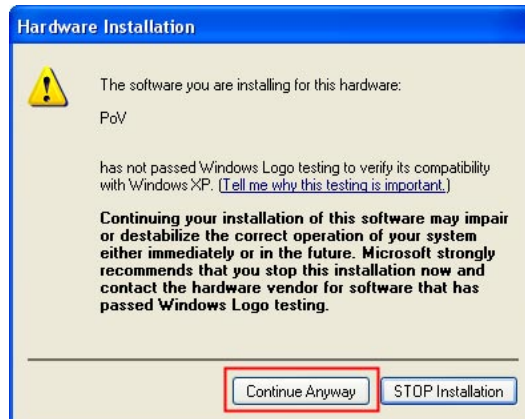 Hardware Installation
The software you are installing for this hardware:
PoV
has not passed Windows Logo testing to verify its compatibility
with Windows XP. (Tell me why this testing is important.)
Continuing your installation of this software may impair
or destabilize the correct operation of your system
either immediately or in the future. Microsoft strongly
recommends that you stop this installation now and
contact the hardware vendor for software that has
passed Windows Logo testing.
Continue Anyway
STOP Installation